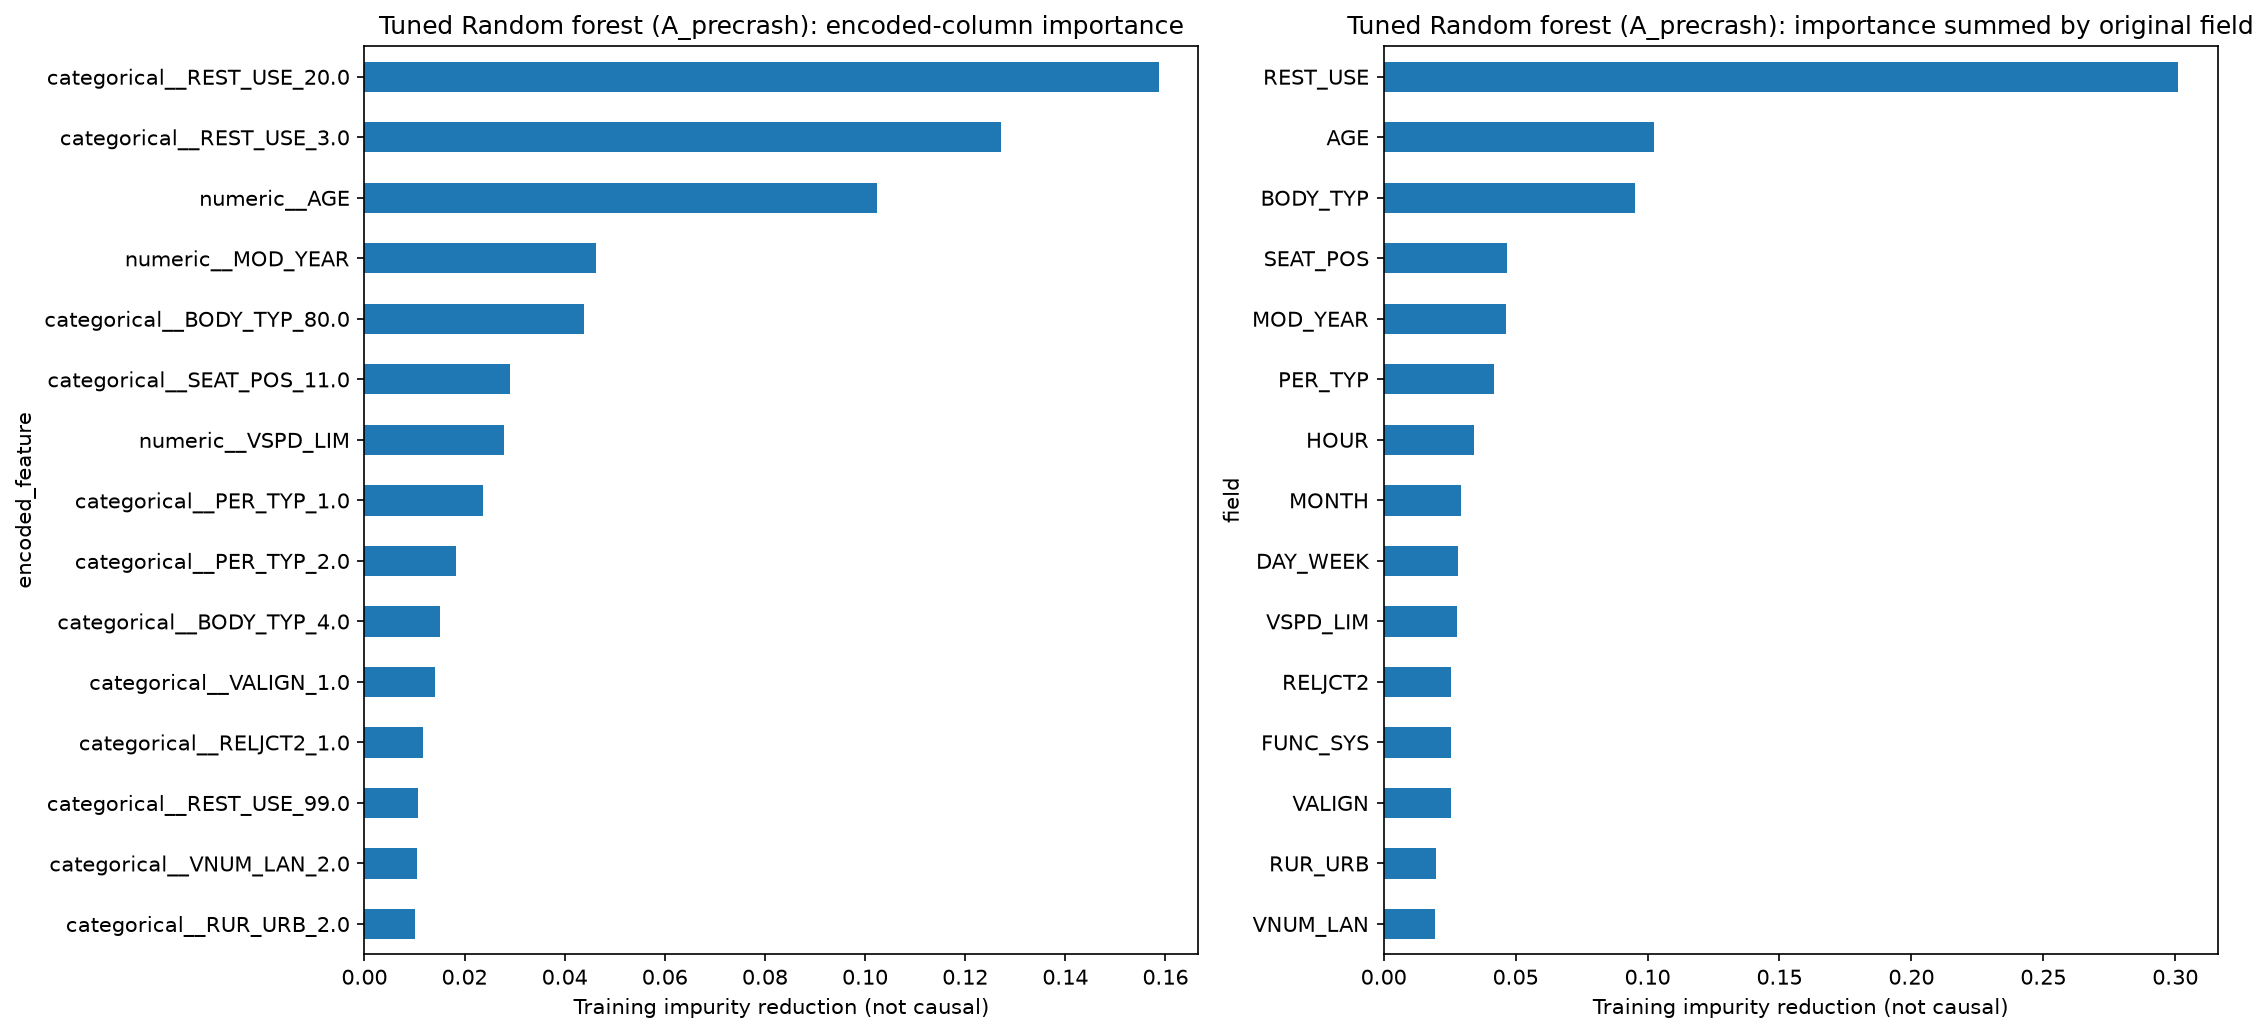 Tuned Random forest (A_precrash): encoded-column importance
encoded_feature
categorical__REST_USE_20.0
categorical__REST_USE_3.0
numeric__AGE
numeric__MOD_YEAR
categorical__BODY_TYP_80.0
categorical__SEAT_POS_11.0
numeric__VSPD_LIM
categorical__PER_TYP_1.0
categorical__PER_TYP_2.0
categorical__BODY_TYP_4.0
categorical__VALIGN_1.0
categorical__RELJCT2_1.0
categorical__REST_USE_99.0
categorical__VNUM_LAN_2.0
categorical__RUR_URB_2.0
0.00 0.02 0.04 0.06 0.08 0.10 0.12 0.14 0.16
Training impurity reduction (not causal)
Tuned Random forest (A_precrash): importance summed by original field
field
REST_USE
AGE
BODY_TYP
SEAT_POS
MOD_YEAR
PER_TYP
HOUR
MONTH
DAY_WEEK
VSPD_LIM
RELJCT2
FUNC_SYS
VALIGN
RUR_URB
VNUM_LAN
0.00 0.05 0.10 0.15 0.20 0.25 0.30
Training impurity reduction (not causal)